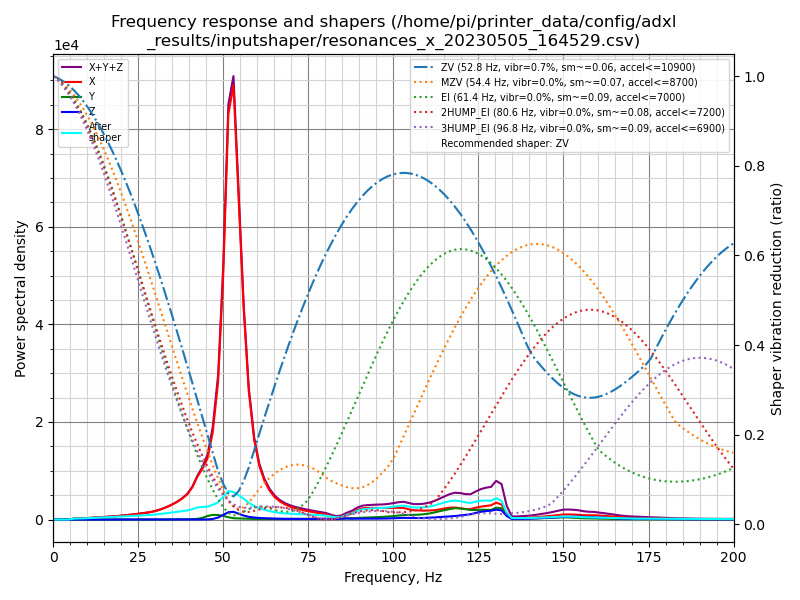 Frequency response and shapers (/home/pi/printer_data/config/adxl
_results/inputshaper/resonances_x_20230505_164529.csv)
1e4
X+Y+Z
X
Y
Z
After
shaper
ZV (52.8 Hz, vibr=0.7%, sm~=0.06, accel<=10900)
MZV (54.4 Hz, vibr=0.0%, sm~=0.07, accel<=8700)
EI (61.4 Hz, vibr=0.0%, sm~=0.09, accel<=7000)
2HUMP_EI (80.6 Hz, vibr=0.0%, sm~=0.08, accel<=7200)
3HUMP_EI (96.8 Hz, vibr=0.0%, sm~=0.09, accel<=6900)
Recommended shaper: ZV
Power spectral density
8
6
4
2
0
1.0
0.8
0.6
0.4
0.2
0.0
Shaper vibration reduction (ratio)
0 25 50 75 100 125 150 175 200
Frequency, Hz